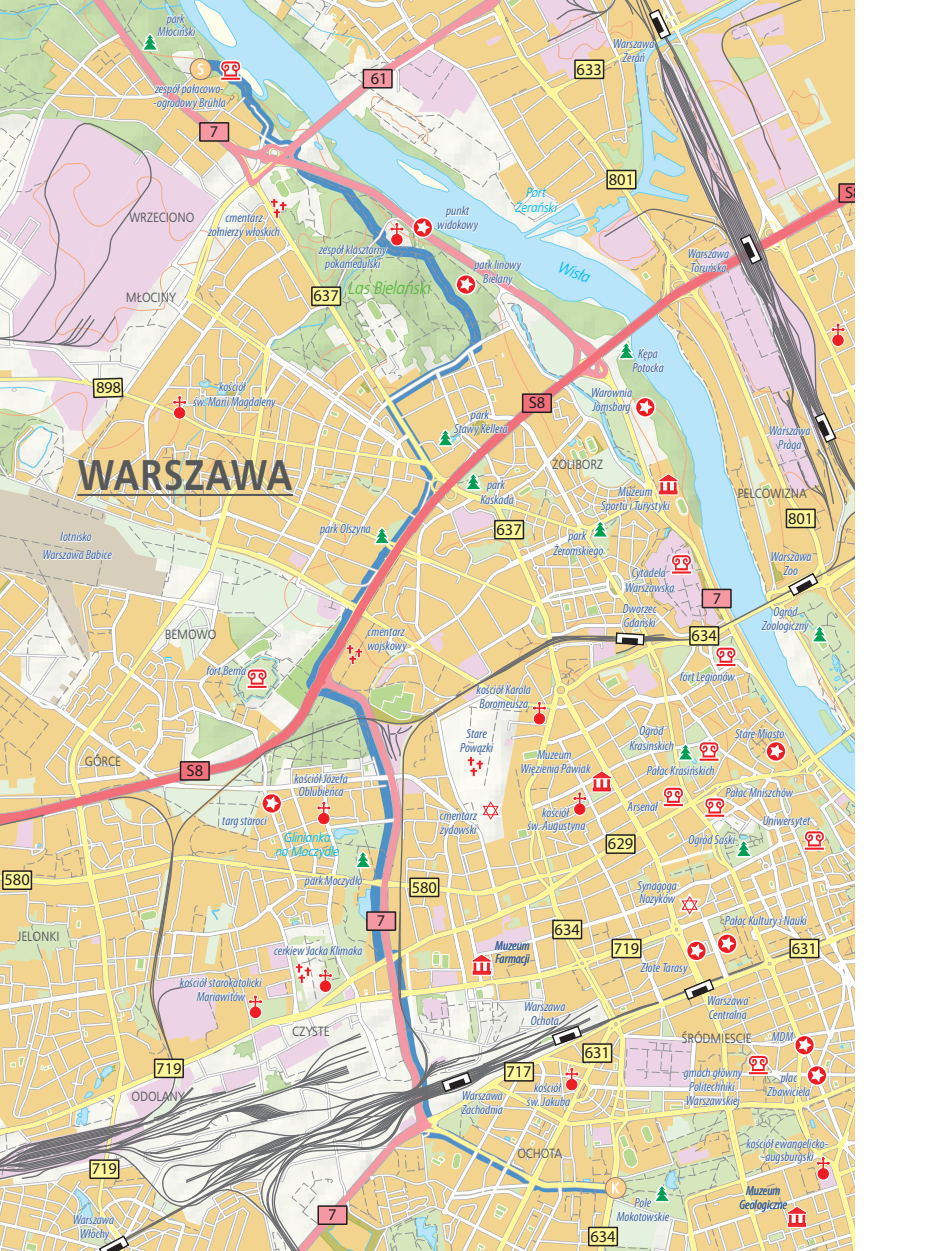 park
Młociński
S
zespół pałacowo-
-ogrodowy Brühla
61
7
Warszawa
Żerań
633
801
S8
WRZECIONO
cmentarz
żołnierzy włoskich
punkt
widokowy
Port
Żerański
zespół klasztorny
pokamedulski
park linowy
Bielany
Wisła
Warszawa
Toruńska
Las Bielański
637
MŁOCINY
898
kościół
św. Marii Magdaleny
Kępa
Potocka
S8
Warownia
Jomsborg
park
Stawy Kellera
Warszawa
Praga
WARSZAWA
ŻOLIBORZ
park
Kaskada
Muzeum
Sportu i Turystyki
PELCOWIZNA
801
637
park Olszyna
park
Żeromskiego
lotnisko
Warszawa Babice
Cytadela
Warszawska
Warszawa
Zoo
7
Dworzec
Gdański
Ogród
Zoologiczny
BEMOWO
cmentarz
wojskowy
634
fort Bema
fort Legionów
kościół Karola
Boromeusza
Stare
Powązki
Ogród
Krasińskich
Stare Miasto
GÓRCE
S8
Muzeum
Więzienia Pawiak
Pałac Krasińskich
kościół Józefa
Oblubieńca
Pałac Mniszchów
targ staroci
cmentarz
żydowski
kościół
św. Augustyna
Arsenał
Uniwersytet
Glinianka
na Moczydle
629
Ogród Saski
580
park Moczydło
580
Synagoga
Nożyków
7
634
Pałac Kultury i Nauki
JELONKI
cerkiew Jacka Klimaka
Muzeum
Farmacji
719
631
Złote Tarasy
kościół starokatolicki
Mariawitów
Warszawa
Ochota
Warszawa
Centralna
CZYSTE
ŚRÓDMIEŚCIE
MDM
631
719
717
gmach główny
Politechniki
Warszawskiej
plac
Zbawiciela
ODOLANY
Warszawa
Zachodnia
kościół
św. Jakuba
OCHOTA
kościół ewangelicko-
-augsburski
719
K
Pole
Mokotowskie
Muzeum
Geologiczne
7
Warszawa
Włochy
634